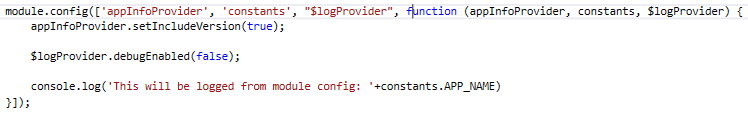 module.config(['appInfoProvider', 'constants', "$logProvider", function (appInfoProvider, constants, $logProvider) {
appInfoProvider.setIncludeVersion(true);
$logProvider.debugEnabled(false);
console.log('This will be logged from module config: '+constants.APP_NAME)
}]);